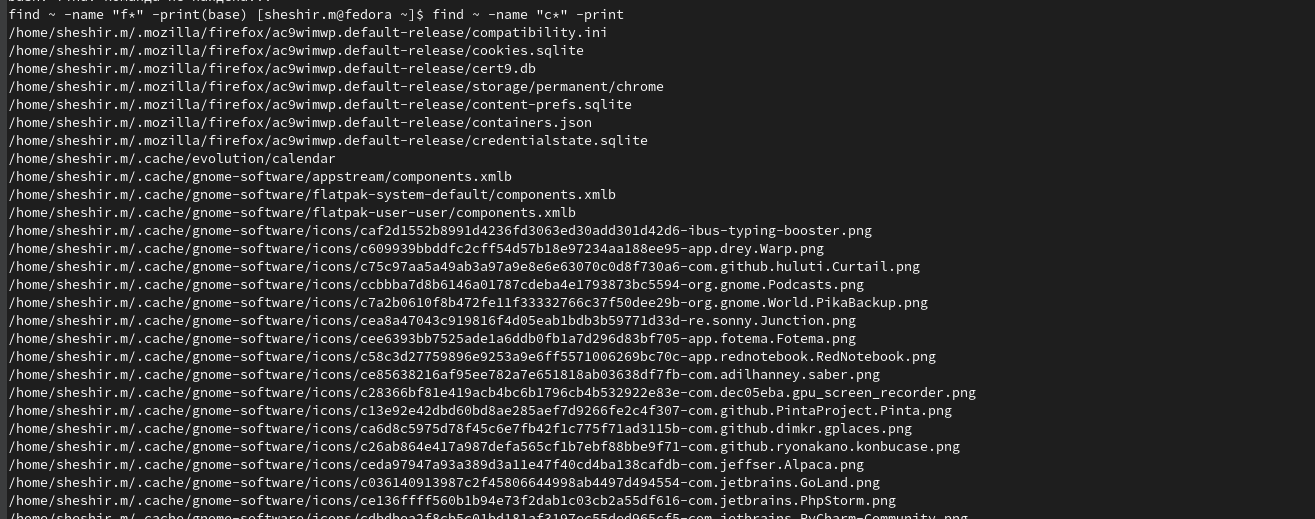 find ~ -name "f*" -print(base) [sheshir.m@fedora ~]$ find ~ -name "c*" -print
/home/sheshir.m/.mozilla/firefox/ac9wimwp.default-release/compatibility.ini
/home/sheshir.m/.mozilla/firefox/ac9wimwp.default-release/cookies.sqlite
/home/sheshir.m/.mozilla/firefox/ac9wimwp.default-release/cert9.db
/home/sheshir.m/.mozilla/firefox/ac9wimwp.default-release/storage/permanent/chrome
/home/sheshir.m/.mozilla/firefox/ac9wimwp.default-release/content-prefs.sqlite
/home/sheshir.m/.mozilla/firefox/ac9wimwp.default-release/containers.json
/home/sheshir.m/.mozilla/firefox/ac9wimwp.default-release/credentialstate.sqlite
/home/sheshir.m/.cache/evolution/calendar
/home/sheshir.m/.cache/gnome-software/appstream/components.xmlb
/home/sheshir.m/.cache/gnome-software/flatpak-system-default/components.xmlb
/home/sheshir.m/.cache/gnome-software/flatpak-user-user/components.xmlb
/home/sheshir.m/.cache/gnome-software/icons/caf2d1552b8991d4236fd3063ed30add301d42d6-ibus-typing-booster.png
/home/sheshir.m/.cache/gnome-software/icons/c609939bbddfc2cff54d57b18e97234aa188ee95-app.drey.Warp.png
/home/sheshir.m/.cache/gnome-software/icons/c75c97aa5a49ab3a97a9e8e6e63070c0d8f730a6-com.github.huluti.Curtail.png
/home/sheshir.m/.cache/gnome-software/icons/ccbbba7d8b6146a01787cdeba4e1793873bc5594-org.gnome.Podcasts.png
/home/sheshir.m/.cache/gnome-software/icons/c7a2b0610f8b472fe11f33332766c37f50dee29b-org.gnome.World.PikaBackup.png
/home/sheshir.m/.cache/gnome-software/icons/cea8a47043c919816f4d05eab1bdb3b59771d33d-re.sonny.Junction.png
/home/sheshir.m/.cache/gnome-software/icons/cee6393bb7525ade1a6ddb0fb1a7d296d83bf705-app.fotema.Fotema.png
/home/sheshir.m/.cache/gnome-software/icons/c58c3d27759896e9253a9e6ff5571006269bc70c-app.rednotebook.RedNotebook.png
/home/sheshir.m/.cache/gnome-software/icons/ce85638216af95ee782a7e651818ab03638df7fb-com.adilhanney.saber.png
/home/sheshir.m/.cache/gnome-software/icons/c28366bf81e419acb4bc6b1796cb4b532922e83e-com.dec05eba.gpu_screen_recorder.png
/home/sheshir.m/.cache/gnome-software/icons/c13e92e42dbd60bd8ae285aef7d9266fe2c4f307-com.github.PintaProject.Pinta.png
/home/sheshir.m/.cache/gnome-software/icons/ca6d8c5975d78f45c6e7fb42f1c775f71ad3115b-com.github.dimkr.gplaces.png
/home/sheshir.m/.cache/gnome-software/icons/c26ab864e417a987defa565cf1b7ebf88bbe9f71-com.github.ryonakano.konbucase.png
/home/sheshir.m/.cache/gnome-software/icons/ceda97947a93a389d3a11e47f40cd4ba138cafdb-com.jeffser.Alpaca.png
/home/sheshir.m/.cache/gnome-software/icons/c036140913987c2f45806644998ab4497d494554-com.jetbrains.GoLand.png
/home/sheshir.m/.cache/gnome-software/icons/ce136ffff560b1b94e73f2dab1c03cb2a55df616-com.jetbrains.PhpStorm.png